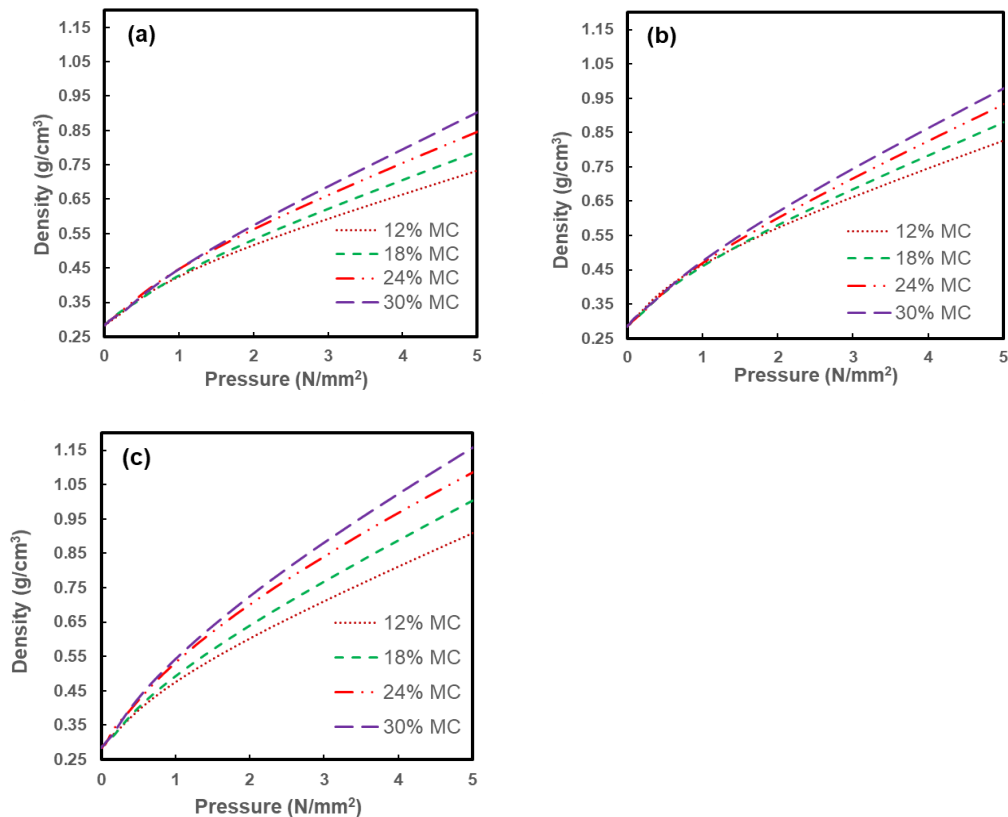 (a)
1.15
1.05
0.95
0.85
0.75
0.65
0.55
0.45
0.35
0.25
Density (g/cm³)
12% MC
18% MC
24% MC
30% MC
0 1 2 3 4 5
Pressure (N/mm²)
(b)
1.15
1.05
0.95
0.85
0.75
0.65
0.55
0.45
0.35
0.25
Density (g/cm³)
12% MC
18% MC
24% MC
30% MC
0 1 2 3 4 5
Pressure (N/mm²)
(c)
1.15
1.05
0.95
0.85
0.75
0.65
0.55
0.45
0.35
0.25
Density (g/cm³)
12% MC
18% MC
24% MC
30% MC
0 1 2 3 4 5
Pressure (N/mm²)